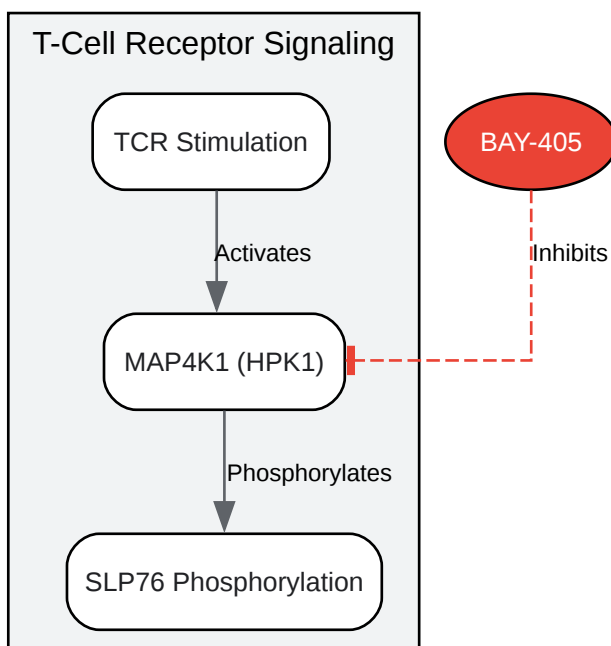 T-Cell Receptor Signaling
TCR Stimulation
BAY-405
Activates
Inhibits
MAP4K1 (HPK1)
Phosphorylates
SLP76 Phosphorylation